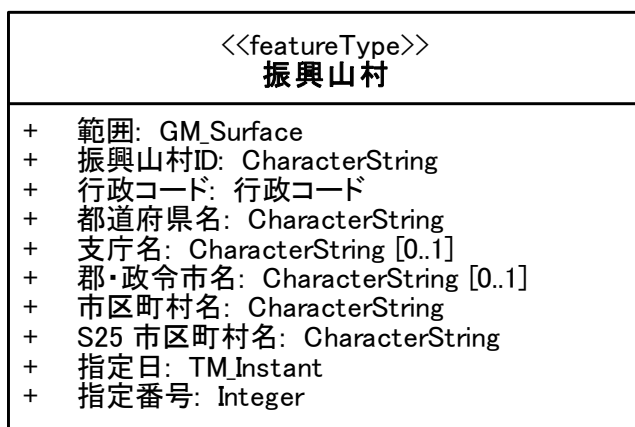 <<featureType>>
振興山村
+ 範囲: GM_Surface
+ 振興山村ID: CharacterString
+ 行政コード: 行政コード
+ 都道府県名: CharacterString
+ 支庁名: CharacterString [0..1]
+ 郡・政令市名: CharacterString [0..1]
+ 市区町村名: CharacterString
+ S25 市区町村名: CharacterString
+ 指定日: TM_Instant
+ 指定番号: Integer